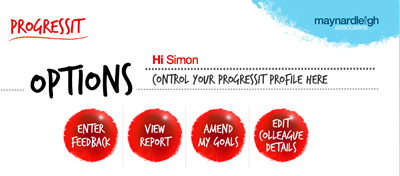 PROGRESSIT
maynardleigh
ASSOCIATES
Hi Simon
OPTIONS
CONTROL YOUR PROGRESSIT PROFILE HERE
ENTER
FEEDBACK
VIEW
REPORT
AMEND
MY GOALS
EDIT
COLLEAGUE
DETAILS